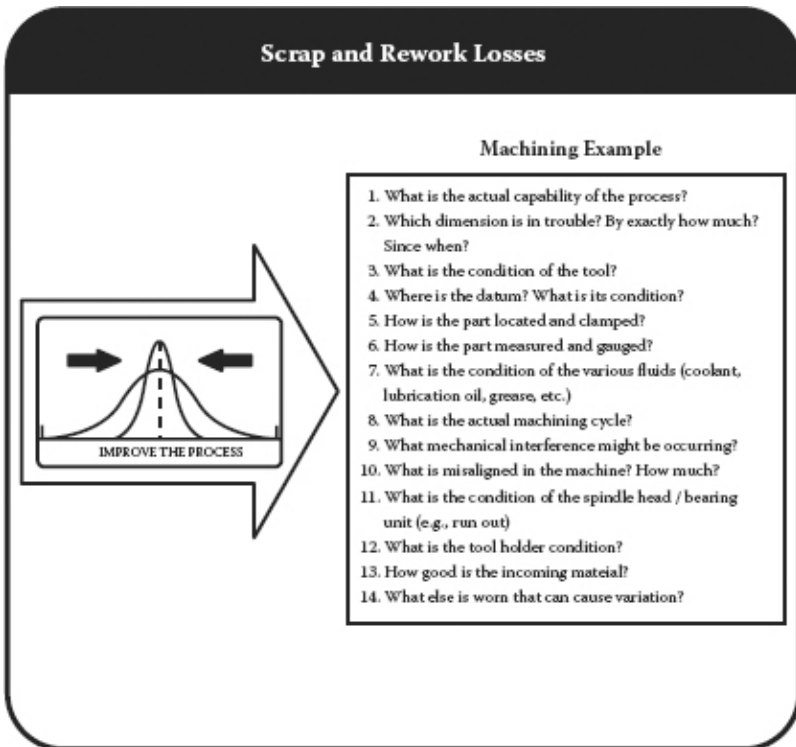 Scrap and Rework Losses
Machining Example
1. What is the actual capability of the process?
2. Which dimension is in trouble? By exactly how much?
Since when?
3. What is the condition of the tool?
4. Where is the datum? What is its condition?
5. How is the part located and clamped?
6. How is the part measured and gauged?
7. What is the condition of the various fluids (coolant,
lubrication oil, grease, etc.)
8. What is the actual machining cycle?
9. What mechanical interference might be occurring?
10. What is misaligned in the machine? How much?
11. What is the condition of the spindle head / bearing
unit (e.g., run out)
12. What is the tool holder condition?
13. How good is the incoming mateial?
14. What else is worn that can cause variation?
IMPROVE THE PROCESS